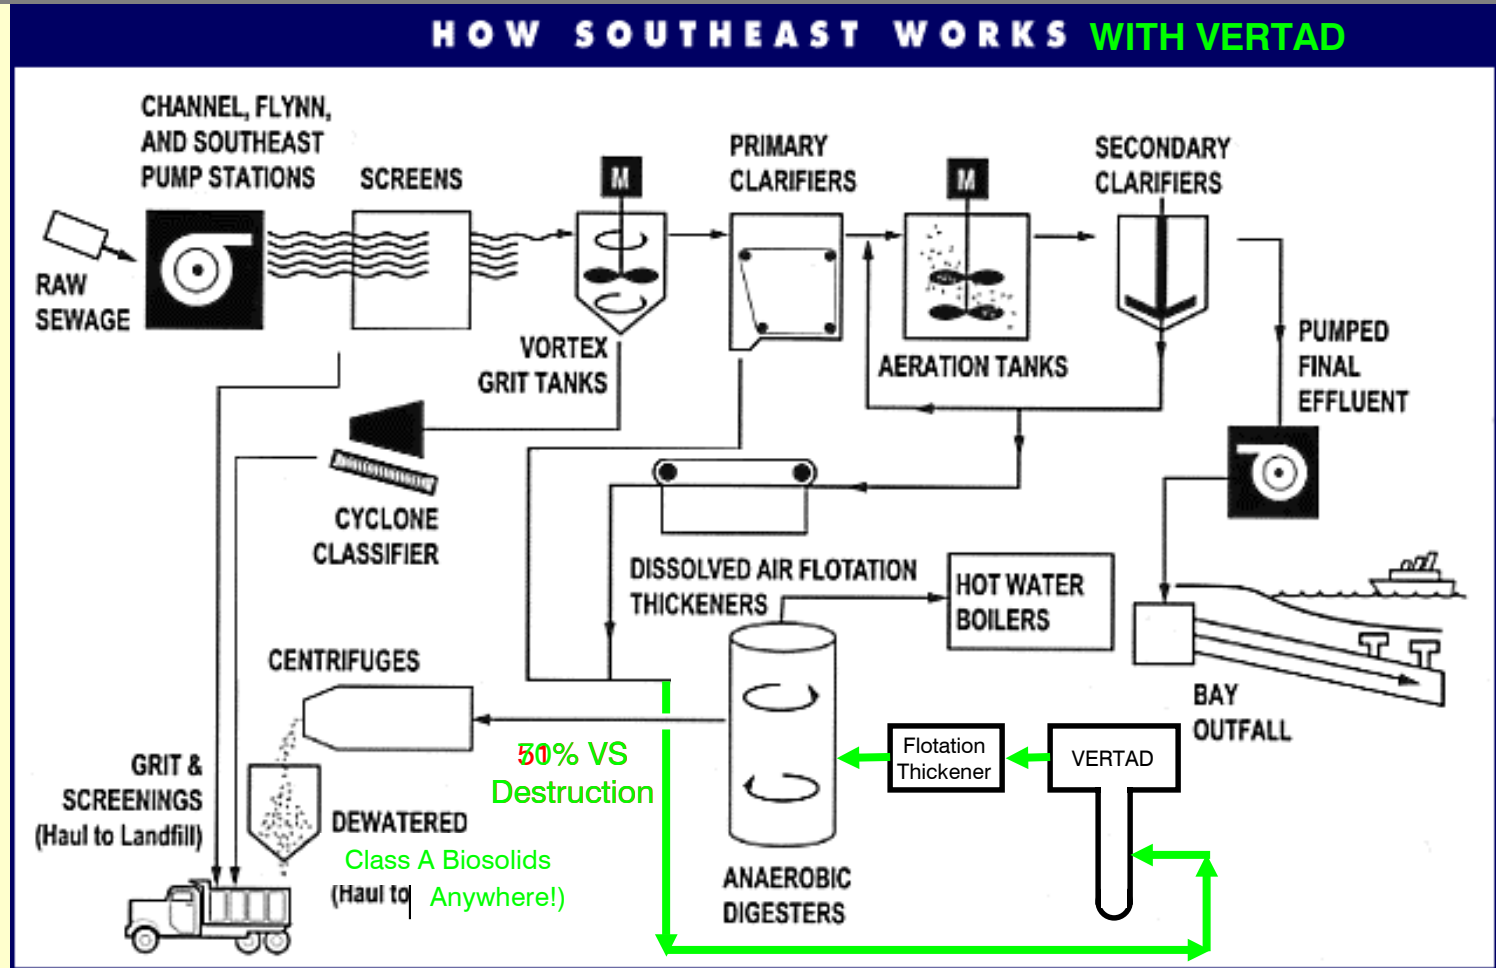 HOW SOUTHEAST WORKS WITH VERTAD
CHANNEL, FLYNN,
AND SOUTHEAST
PUMP STATIONS
SCREENS
M
PRIMARY
CLARIFIERS
M
SECONDARY
CLARIFIERS
RAW
SEWAGE
VORTEX
GRIT TANKS
AERATION TANKS
PUMPED
FINAL
EFFLUENT
CYCLONE
CLASSIFIER
DISSOLVED AIR FLOTATION
THICKENERS
HOT WATER
BOILERS
CENTRIFUGES
BAY
OUTFALL
% VS
Destruction
Flotation
Thickener
VERTAD
GRIT &
SCREENINGS
(Haul to Landfill)
DEWATERED
Class A Biosolids
(Haul to Anywhere!)
ANAEROBIC
DIGESTERS